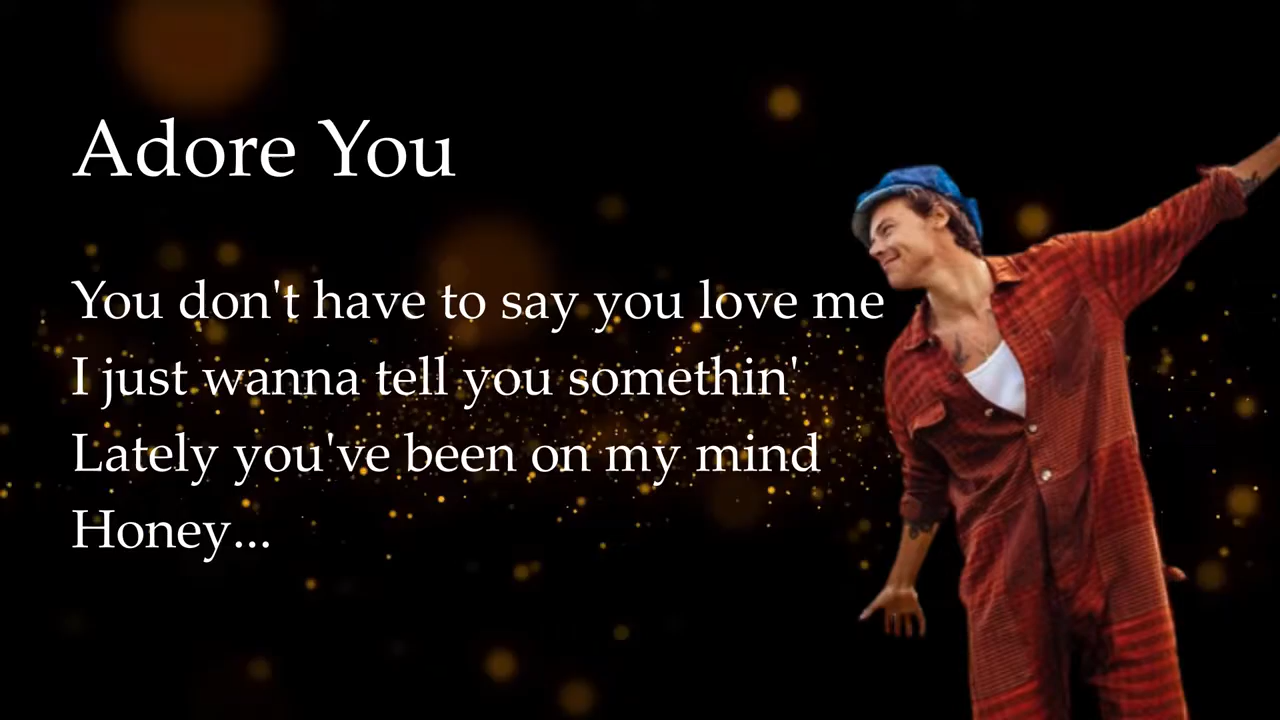 Adore You
You don't have to say you love me
I just wanna tell you somethin'
Lately you've been on my mind
Honey...